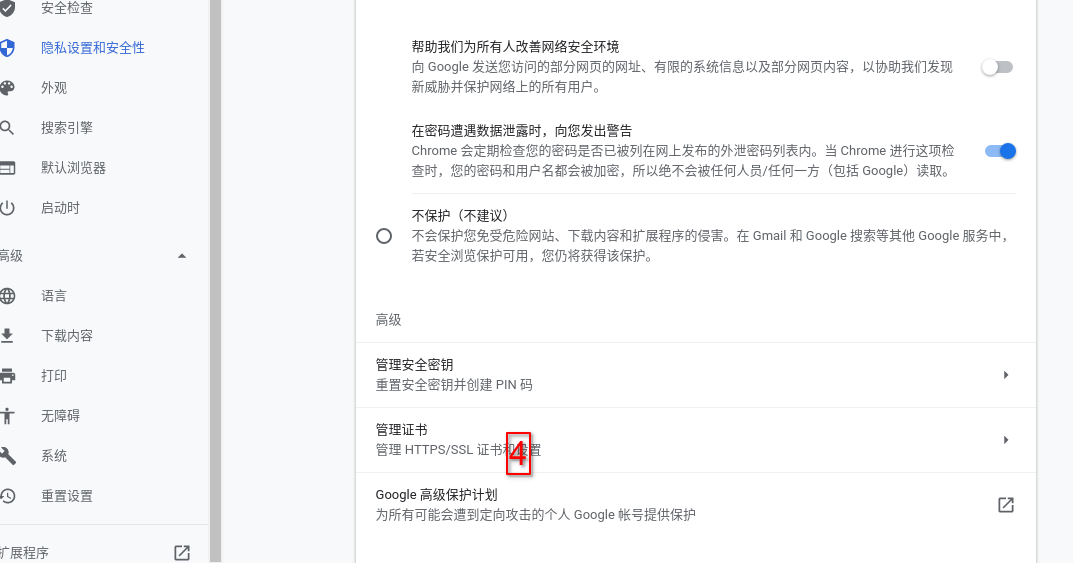 安全检查
隐私设置和安全性
外观
搜索引擎
默认浏览器
启动时
高级
语言
下载内容
打印
无障碍
系统
重置设置
扩展程序
帮助我们为所有人改善网络安全环境
向 Google 发送您访问的部分网页的网址、有限的系统信息以及部分网页内容，以协助我们发现
新威胁并保护网络上的所有用户。
在密码遭遇数据泄露时，向您发出警告
Chrome 会定期检查您的密码是否已被列在网上发布的外泄密码列表内。当 Chrome 进行这项检
查时，您的密码和用户名都会被加密，所以绝不会被任何人员/任何一方（包括 Google）读取。
不保护（不建议）
不会保护您免受危险网站、下载内容和扩展程序的侵害。在 Gmail 和 Google 搜索等其他 Google 服务中，
若安全浏览保护可用，您仍将获得该保护。
高级
管理安全密钥
重置安全密钥并创建 PIN 码
管理证书
管理 HTTPS/SSL 证书和设置
4
Google 高级保护计划
为所有可能会遭到定向攻击的个人 Google 帐号提供保护